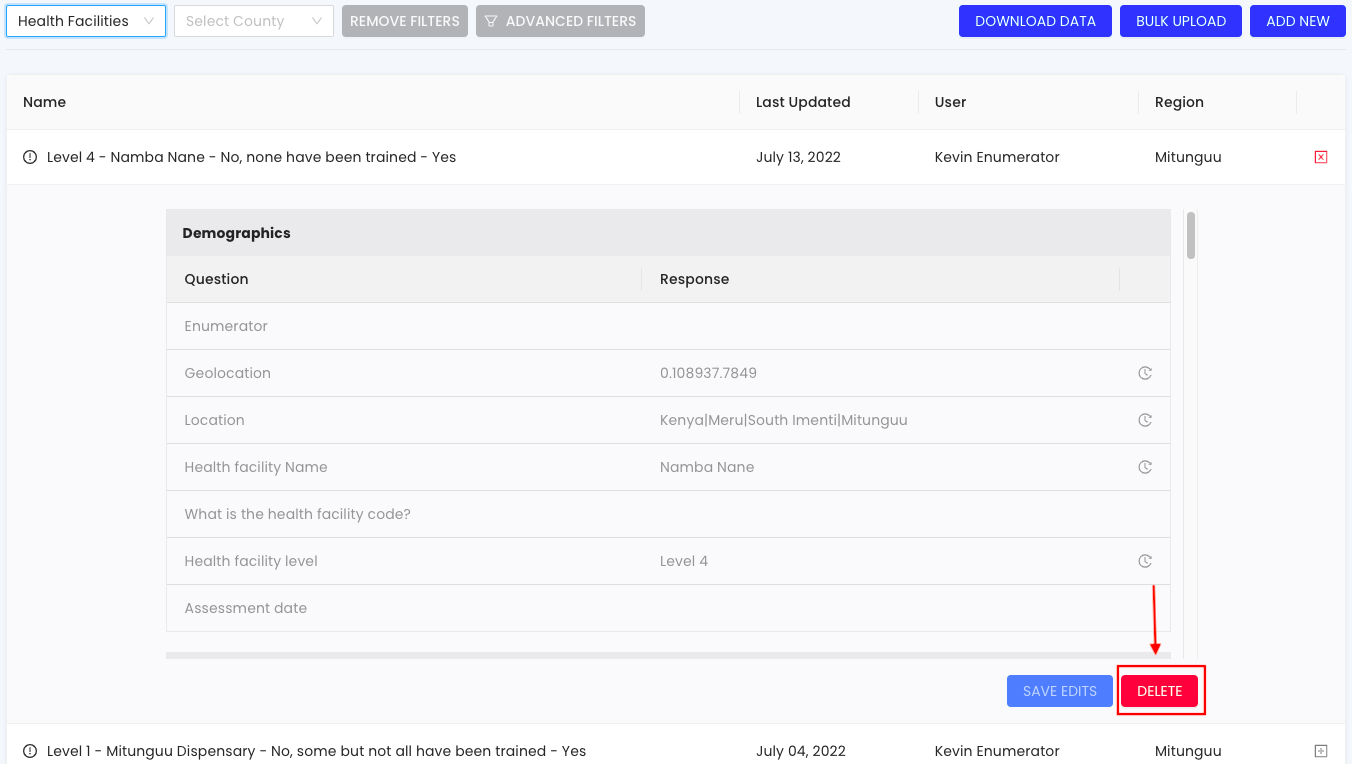 Health Facilities Select County REMOVE FILTERS ADVANCED FILTERS DOWNLOAD DATA BULK UPLOAD ADD NEW
Name Last Updated User Region
Level 4 - Namba Nane - No, none have been trained - Yes July 13, 2022 Kevin Enumerator Mitunguu
Demographics
Question Response
Enumerator
Geolocation 0.108937.7849
Location Kenya|Meru|South Imenti|Mitunguu
Health facility Name Namba Nane
What is the health facility code?
Health facility level Level 4
Assessment date
SAVE EDITS DELETE
Level 1 - Mitunguu Dispensary - No, some but not all have been trained - Yes July 04, 2022 Kevin Enumerator Mitunguu